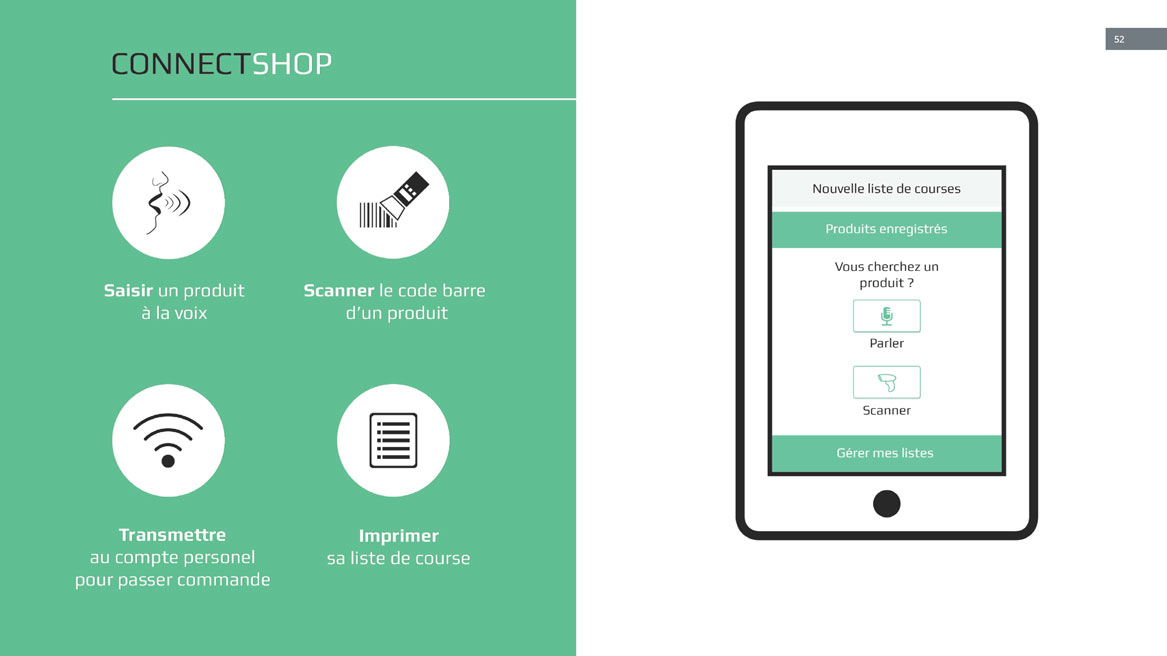 CONNECTSHOP
52
Saisir un produit
à la voix
Scanner le code barre
d'un produit
Transmettre
au compte personel
pour passer commande
Imprimer
sa liste de course
Nouvelle liste de courses
Produits enregistrés
Vous cherchez un
produit ?
Parler
Scanner
Gérer mes listes